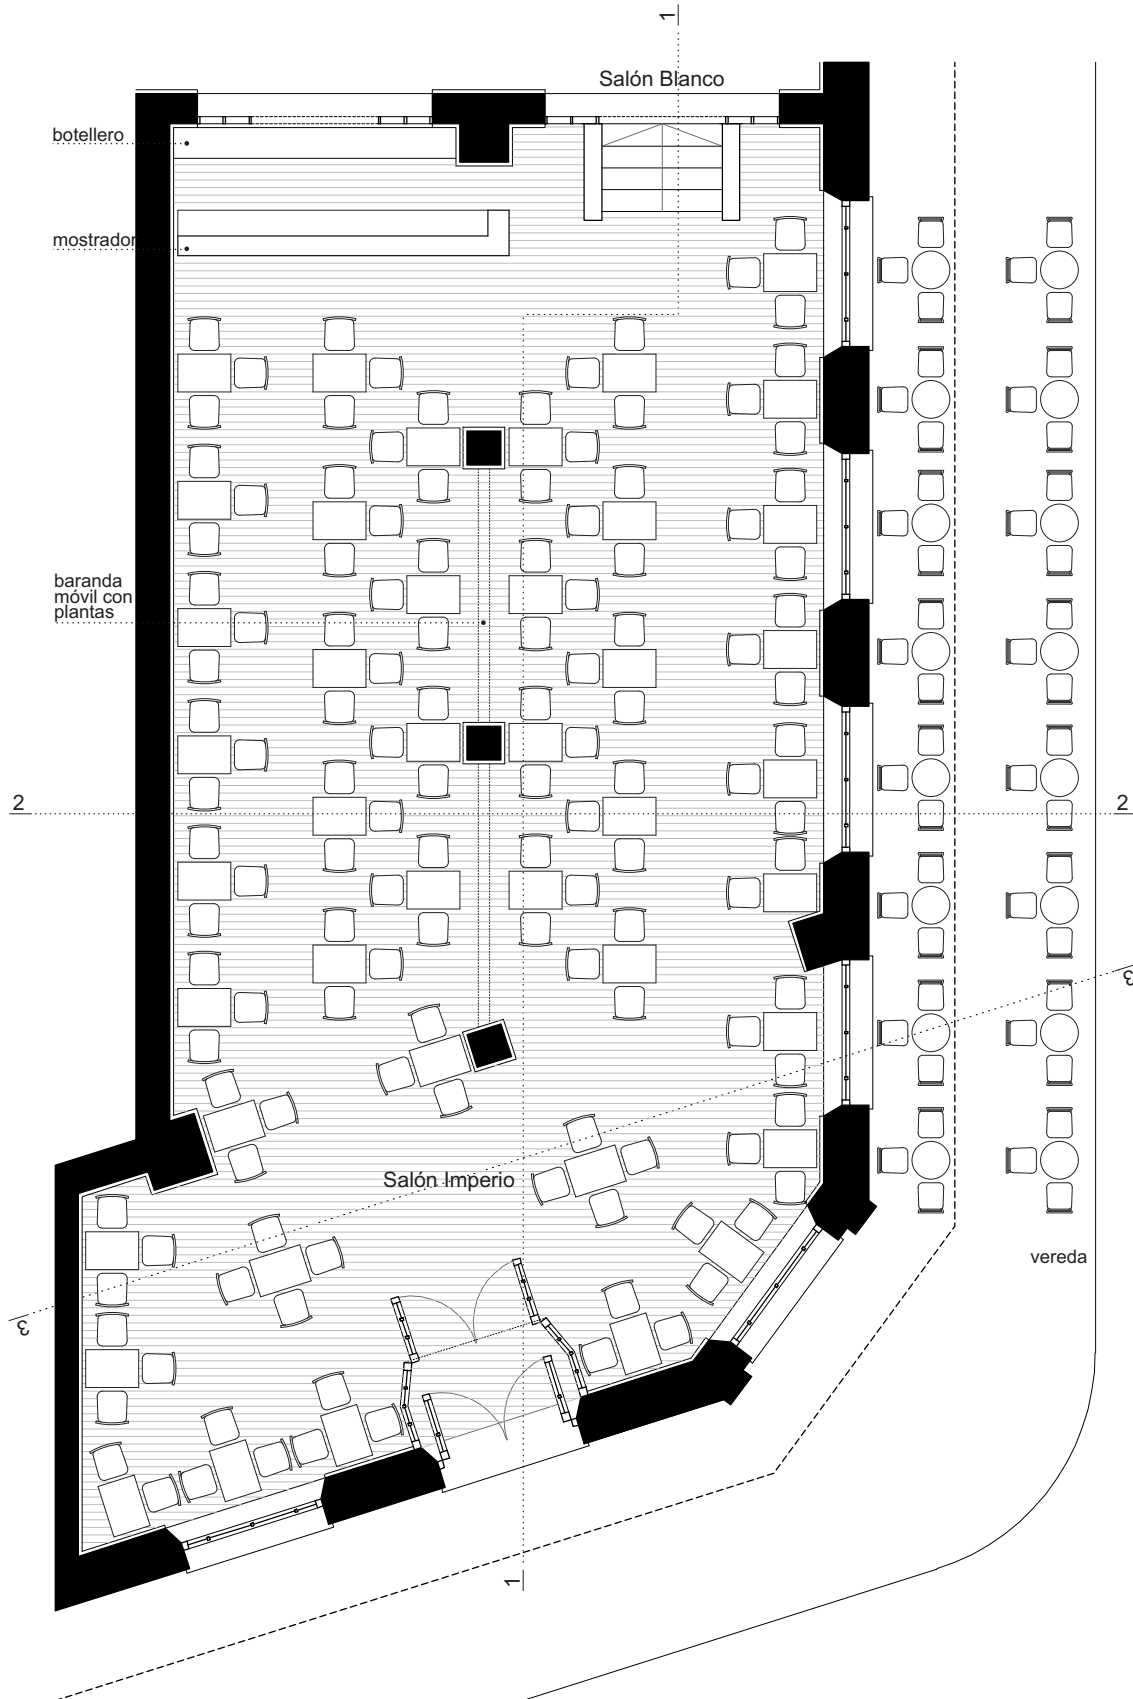 1
Salón Blanco
botellero
mostrador
baranda
móvil con
plantas
2
2
3
Salón Imperio
vereda
3
1